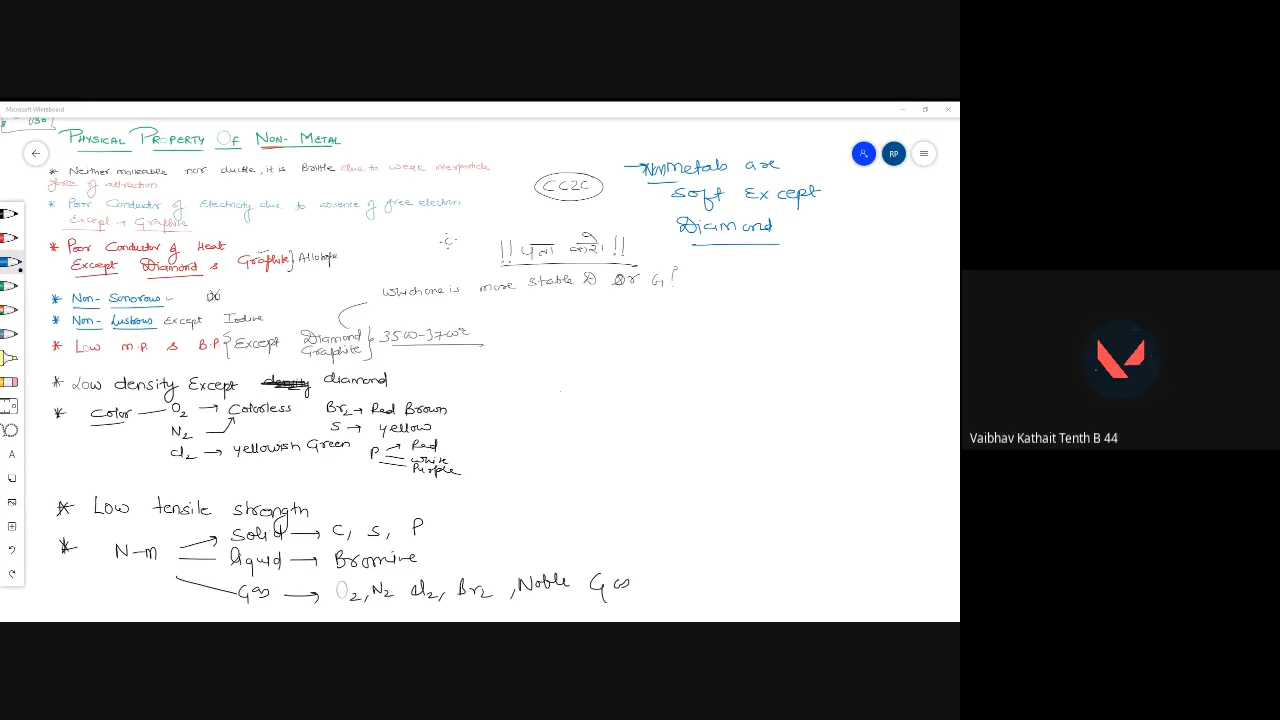 Microsoft Whiteboard
PHYSICAL PROPERTY OF NON-METAL
* Neither malleable nor ductile, it is Brittle due to weak interparticle
force of attraction
* Poor Conductor of Electricity due to absence of free electron
Except → Graphite
CC2C
→ NM metals are
Soft Except
Diamond
RP
* Poor Conductor of Heat
Except Diamond & Graphite } Allotrope
!! पता करो !!
Which one is more stable D or G?
* Non-Sonorous
* Non-Lustrous Except Iodine
* Low M.P. & B.P. { Except Diamond
Graphite } 3500-3700°C
* Low density Except density diamond
* Color — O2 → Colorless
N2
Cl2 → yellowish Green
Br2 → Red Brown
S → yellow
P → Red
White
Purple
* Low tensile strength
* N-m
Solid → C, S, P
liquid → Bromine
Gas → O2, N2 Cl2, Br2, Noble Gas
A
Vaibhav Kathait Tenth B 44